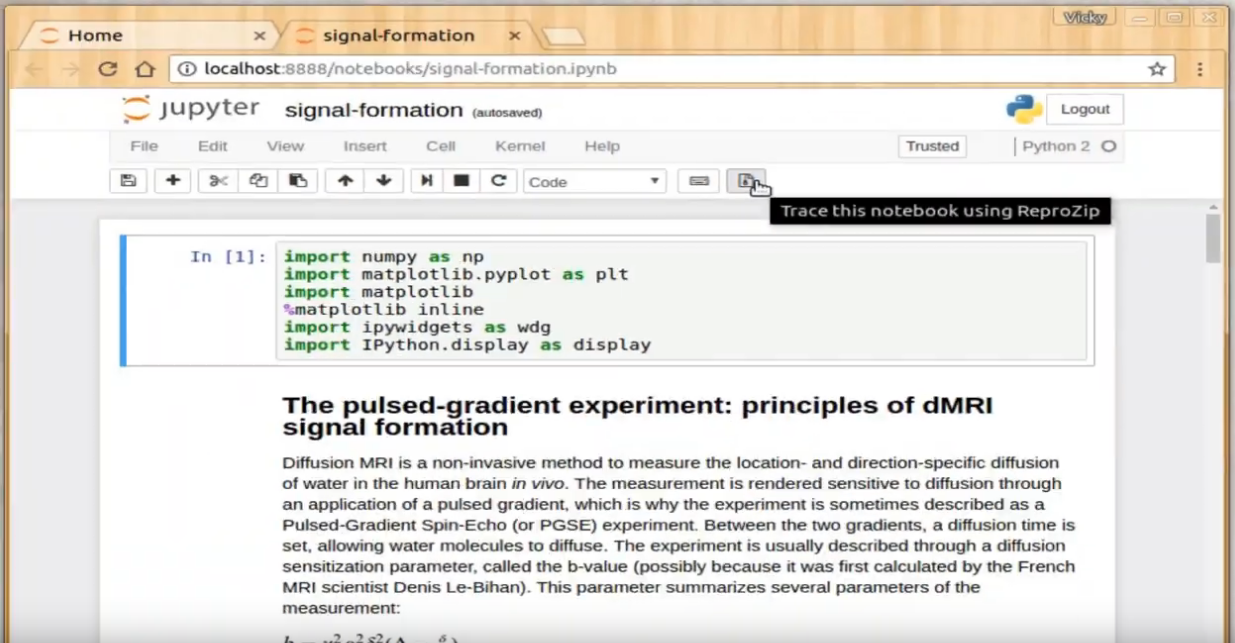 Vicky
Home
signal-formation
localhost:8888/notebooks/signal-formation.ipynb
jupyter signal-formation (autosaved)
Logout
File Edit View Insert Cell Kernel Help Trusted Python 2
Code
Trace this notebook using ReproZip
In [1]: import numpy as np
import matplotlib.pyplot as plt
import matplotlib
%matplotlib inline
import ipywidgets as wdg
import IPython.display as display
The pulsed-gradient experiment: principles of dMRI
signal formation
Diffusion MRI is a non-invasive method to measure the location- and direction-specific diffusion
of water in the human brain in vivo. The measurement is rendered sensitive to diffusion through
an application of a pulsed gradient, which is why the experiment is sometimes described as a
Pulsed-Gradient Spin-Echo (or PGSE) experiment. Between the two gradients, a diffusion time is
set, allowing water molecules to diffuse. The experiment is usually described through a diffusion
sensitization parameter, called the b-value (possibly because it was first calculated by the French
MRI scientist Denis Le-Bihan). This parameter summarizes several parameters of the
measurement: